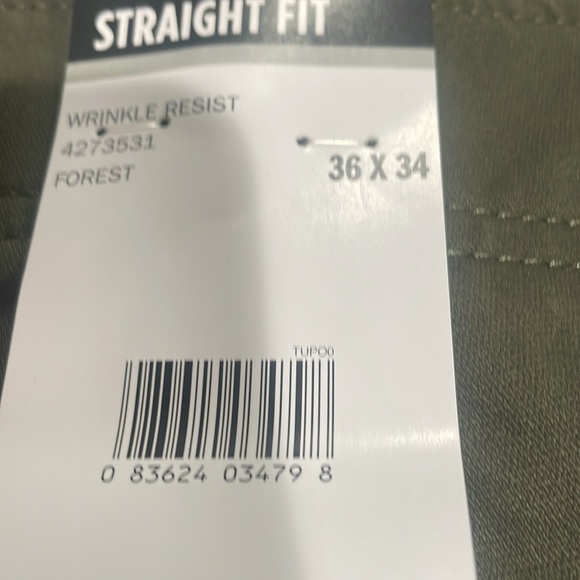 STRAIGHT FIT
WRINKLE RESIST
4273531
FOREST
36 X 34
TUPO0
0 83624 03479 8